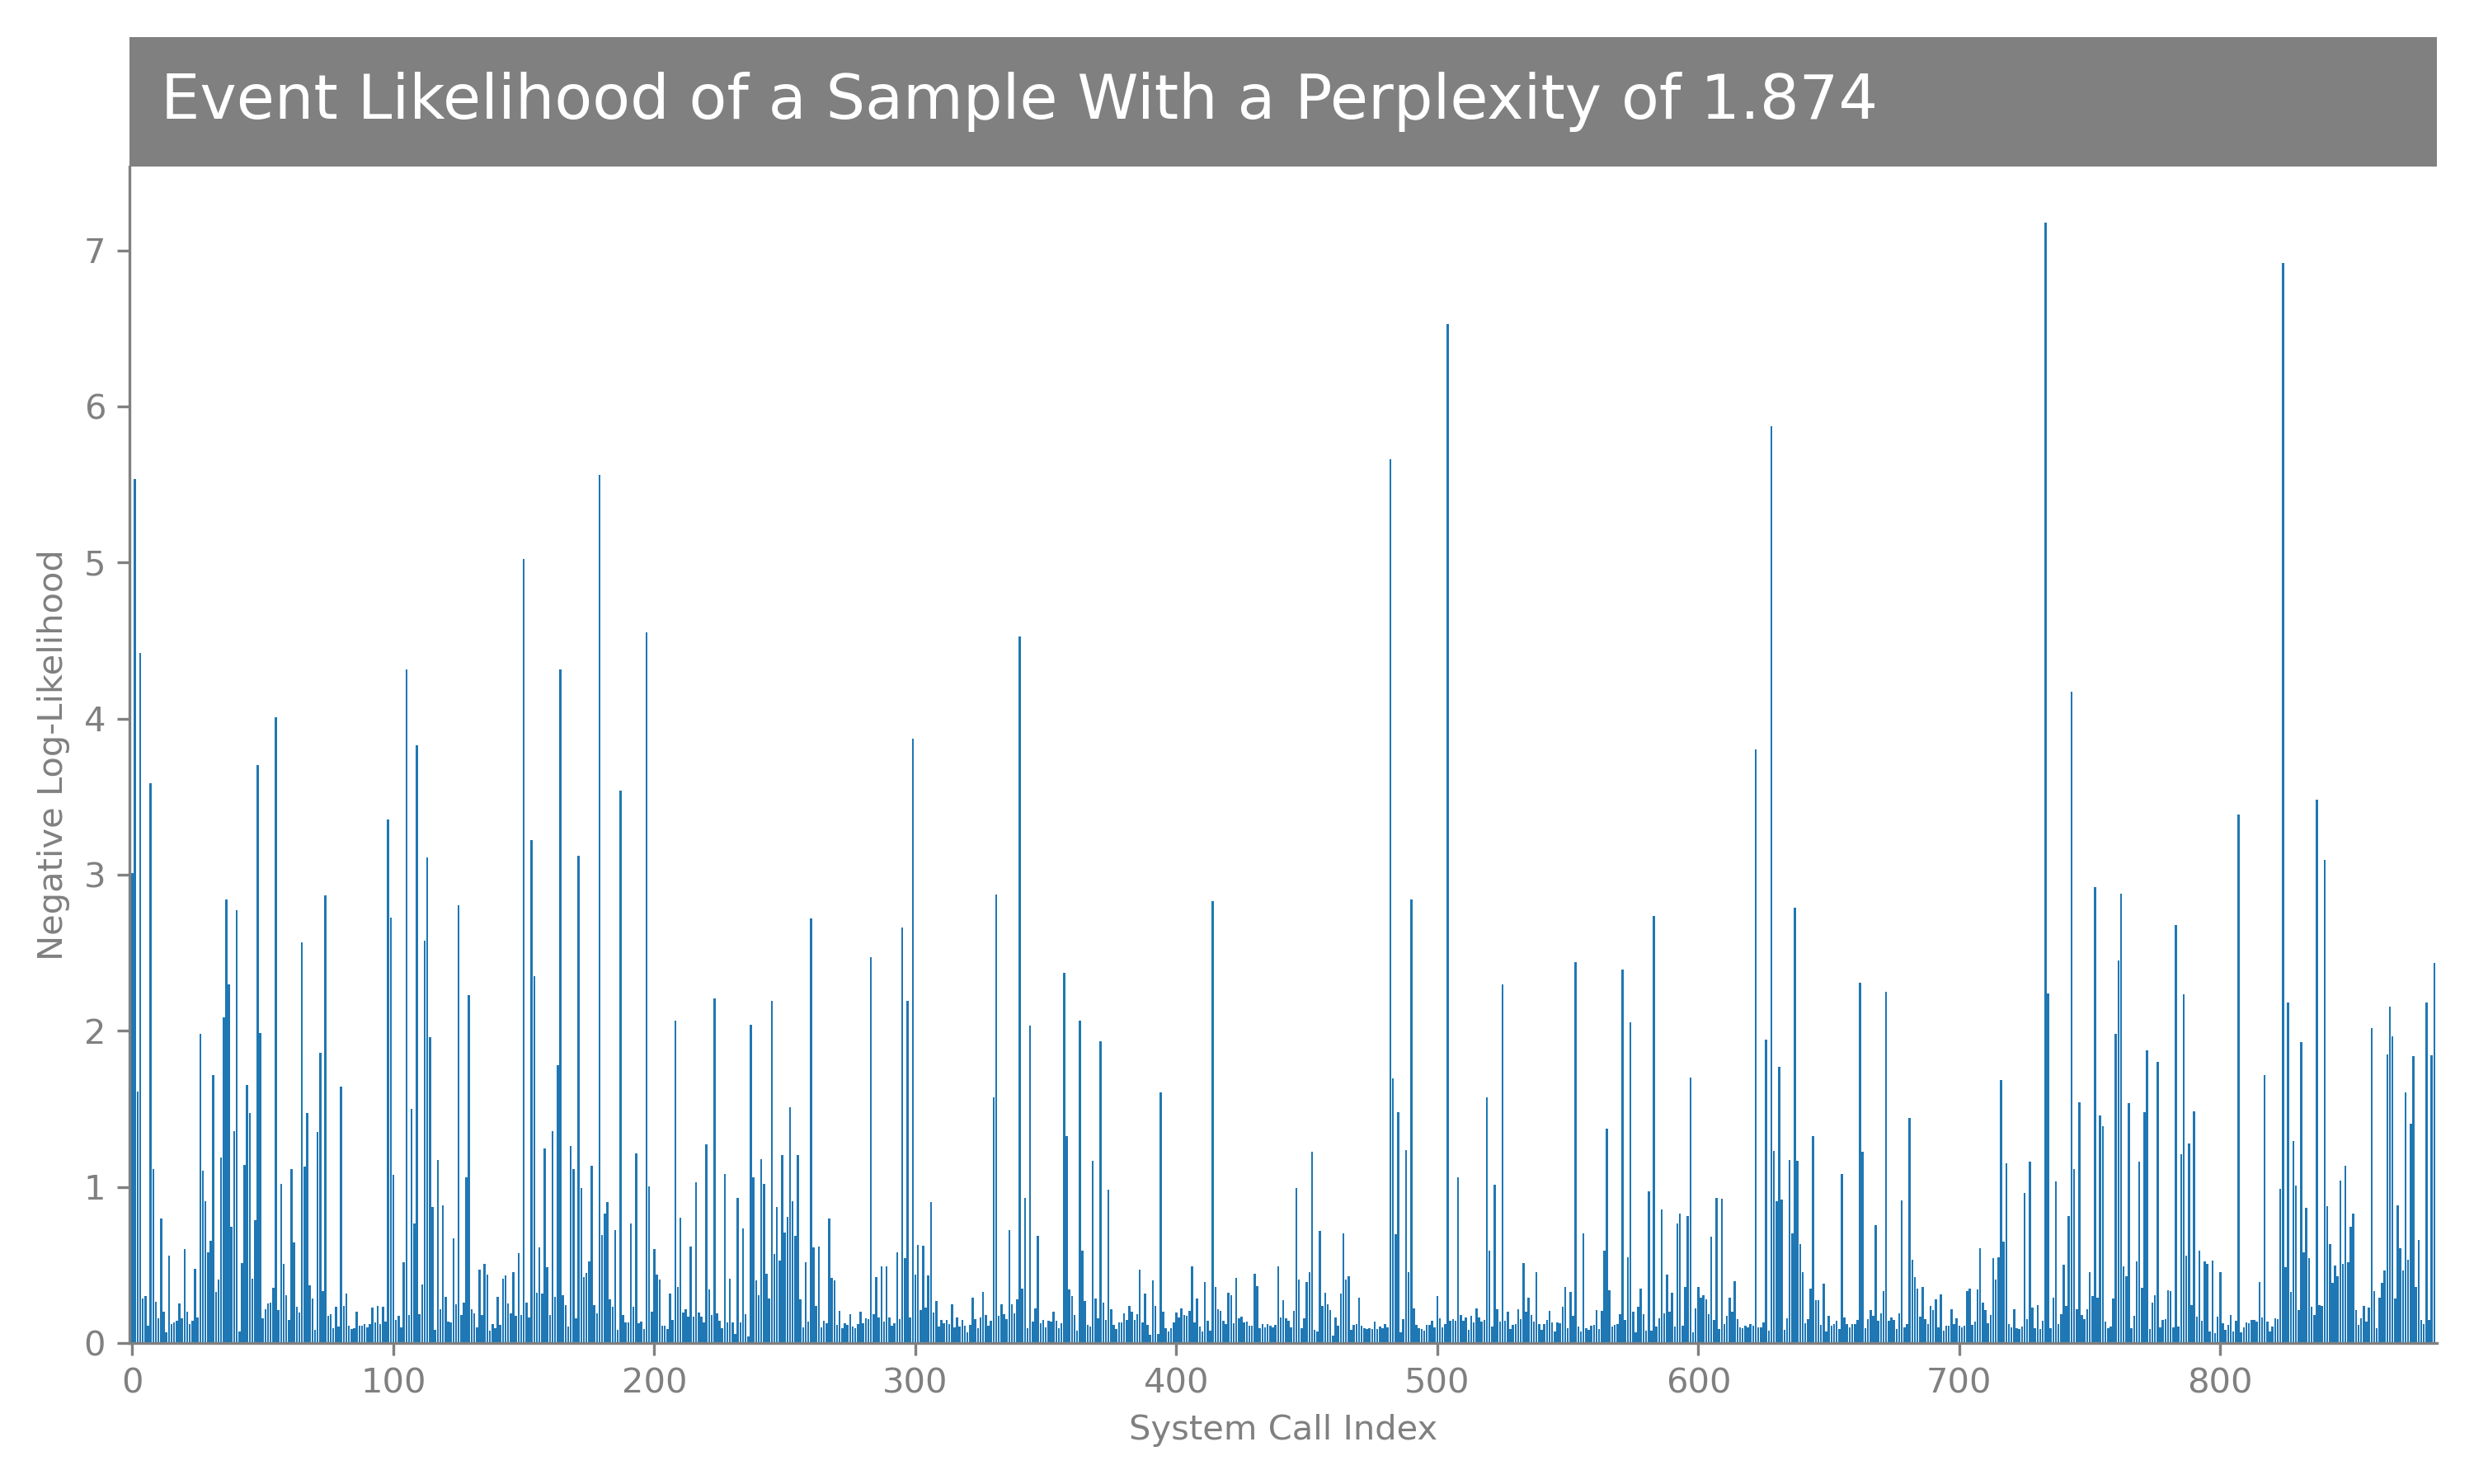 Event Likelihood of a Sample With a Perplexity of 1.874
7
6
5
4
3
2
1
0
Negative Log-Likelihood
0 100 200 300 400 500 600 700 800
System Call Index